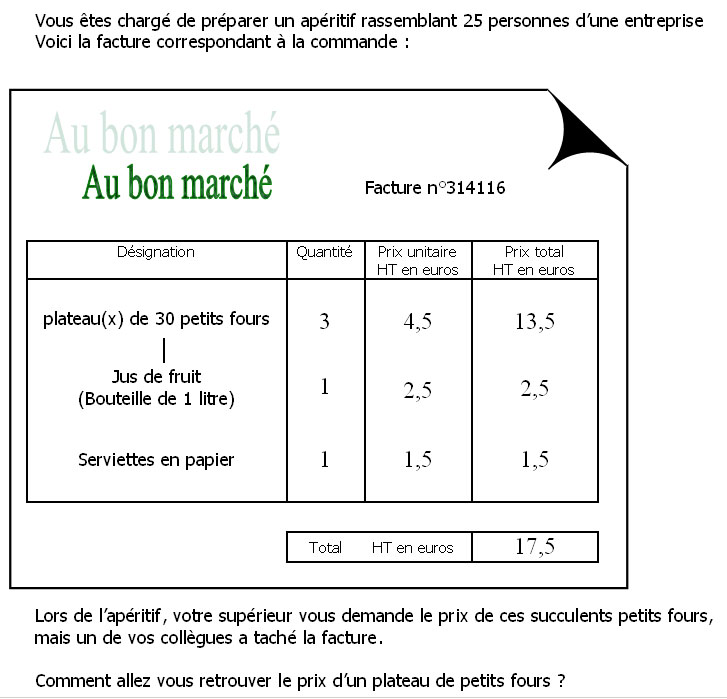 Vous êtes chargé de préparer un apéritif rassemblant 25 personnes d'une entreprise
Voici la facture correspondant à la commande :
Au bon marché
Au bon marché
Facture n°314116
Désignation Quantité Prix unitaire HT en euros Prix total HT en euros
plateau(x) de 30 petits fours 3 4,5 13,5
Jus de fruit
(Bouteille de 1 litre) 1 2,5 2,5
Serviettes en papier 1 1,5 1,5
Total HT en euros 17,5
Lors de l'apéritif, votre supérieur vous demande le prix de ces succulents petits fours,
mais un de vos collègues a taché la facture.
Comment allez vous retrouver le prix d'un plateau de petits fours ?